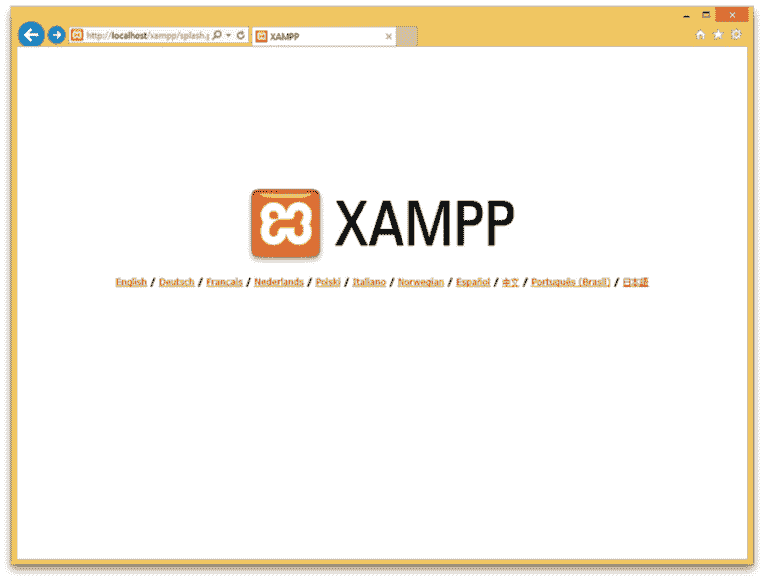 http://localhost/xampp/splash.p
XAMPP
XAMPP
English / Deutsch / Francais / Nederlands / Polski / Italiano / Norwegian / Español / 中文 / Português (Brasil) / 日本語